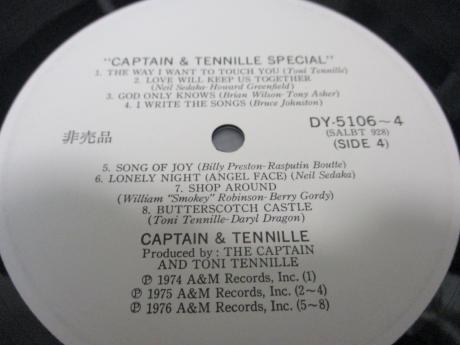 "CAPTAIN & TENNILLE SPECIAL"
1. THE WAY I WANT TO TOUCH YOU (Toni Tennille)
2. LOVE WILL KEEP US TOGETHER
(Neil Sedaka-Howard Greenfield)
3. GOD ONLY KNOWS (Brian Wilson-Tony Asher)
4. I WRITE THE SONGS (Bruce Johnston)
非売品
DY-5106～4
(SALBT 928)
(SIDE 4)
5. SONG OF JOY (Billy Preston-Rasputin Boutte)
6. LONELY NIGHT (ANGEL FACE) (Neil Sedaka)
7. SHOP AROUND
(William "Smokey" Robinson-Berry Gordy)
8. BUTTERSCOTCH CASTLE
(Toni Tennille-Daryl Dragon)
CAPTAIN & TENNILLE
Produced by : THE CAPTAIN
AND TONI TENNILLE
Ⓟ 1974 A&M Records, Inc. (1)
Ⓟ 1975 A&M Records, Inc. (2~4)
Ⓟ 1976 A&M Records, Inc. (5~8)